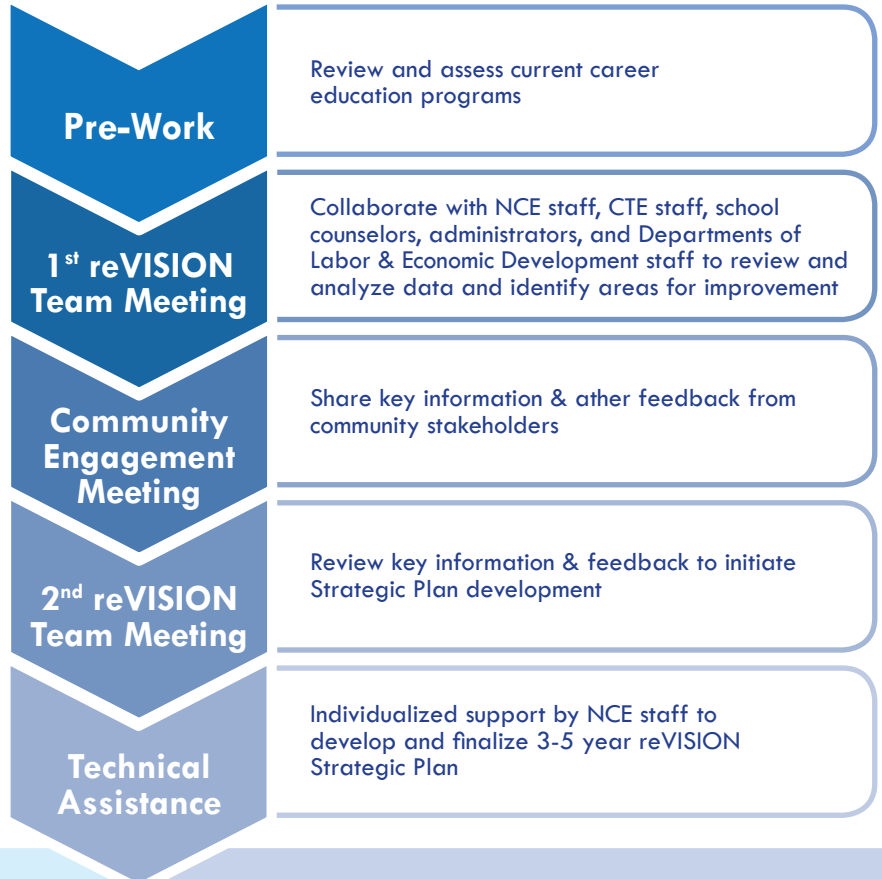 Pre-Work
Review and assess current career
education programs
1st reVISION
Team Meeting
Collaborate with NCE staff, CTE staff, school
counselors, administrators, and Departments of
Labor & Economic Development staff to review and
analyze data and identify areas for improvement
Community
Engagement
Meeting
Share key information & ather feedback from
community stakeholders
2nd reVISION
Team Meeting
Review key information & feedback to initiate
Strategic Plan development
Technical
Assistance
Individualized support by NCE staff to
develop and finalize 3-5 year reVISION
Strategic Plan